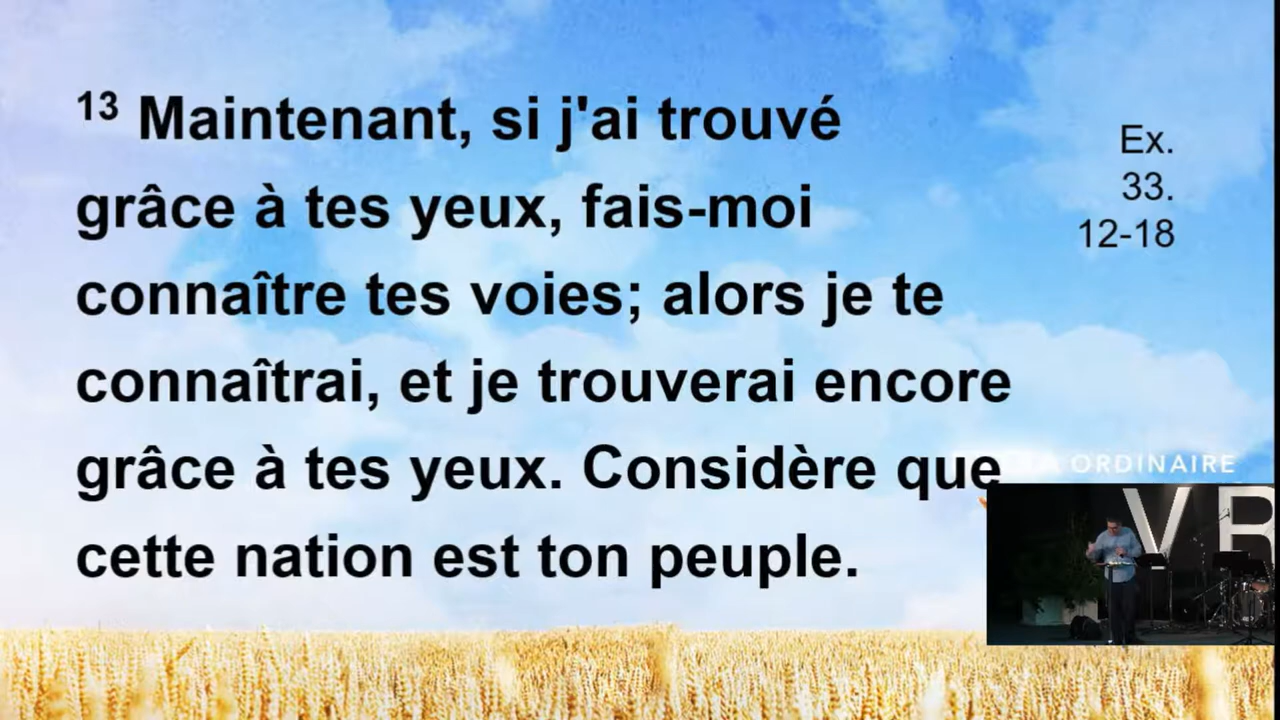 13 Maintenant, si j'ai trouvé
grâce à tes yeux, fais-moi
connaître tes voies; alors je te
connaîtrai, et je trouverai encore
grâce à tes yeux. Considère que
cette nation est ton peuple.
Ex.
33.
12-18
ORDINAIRE